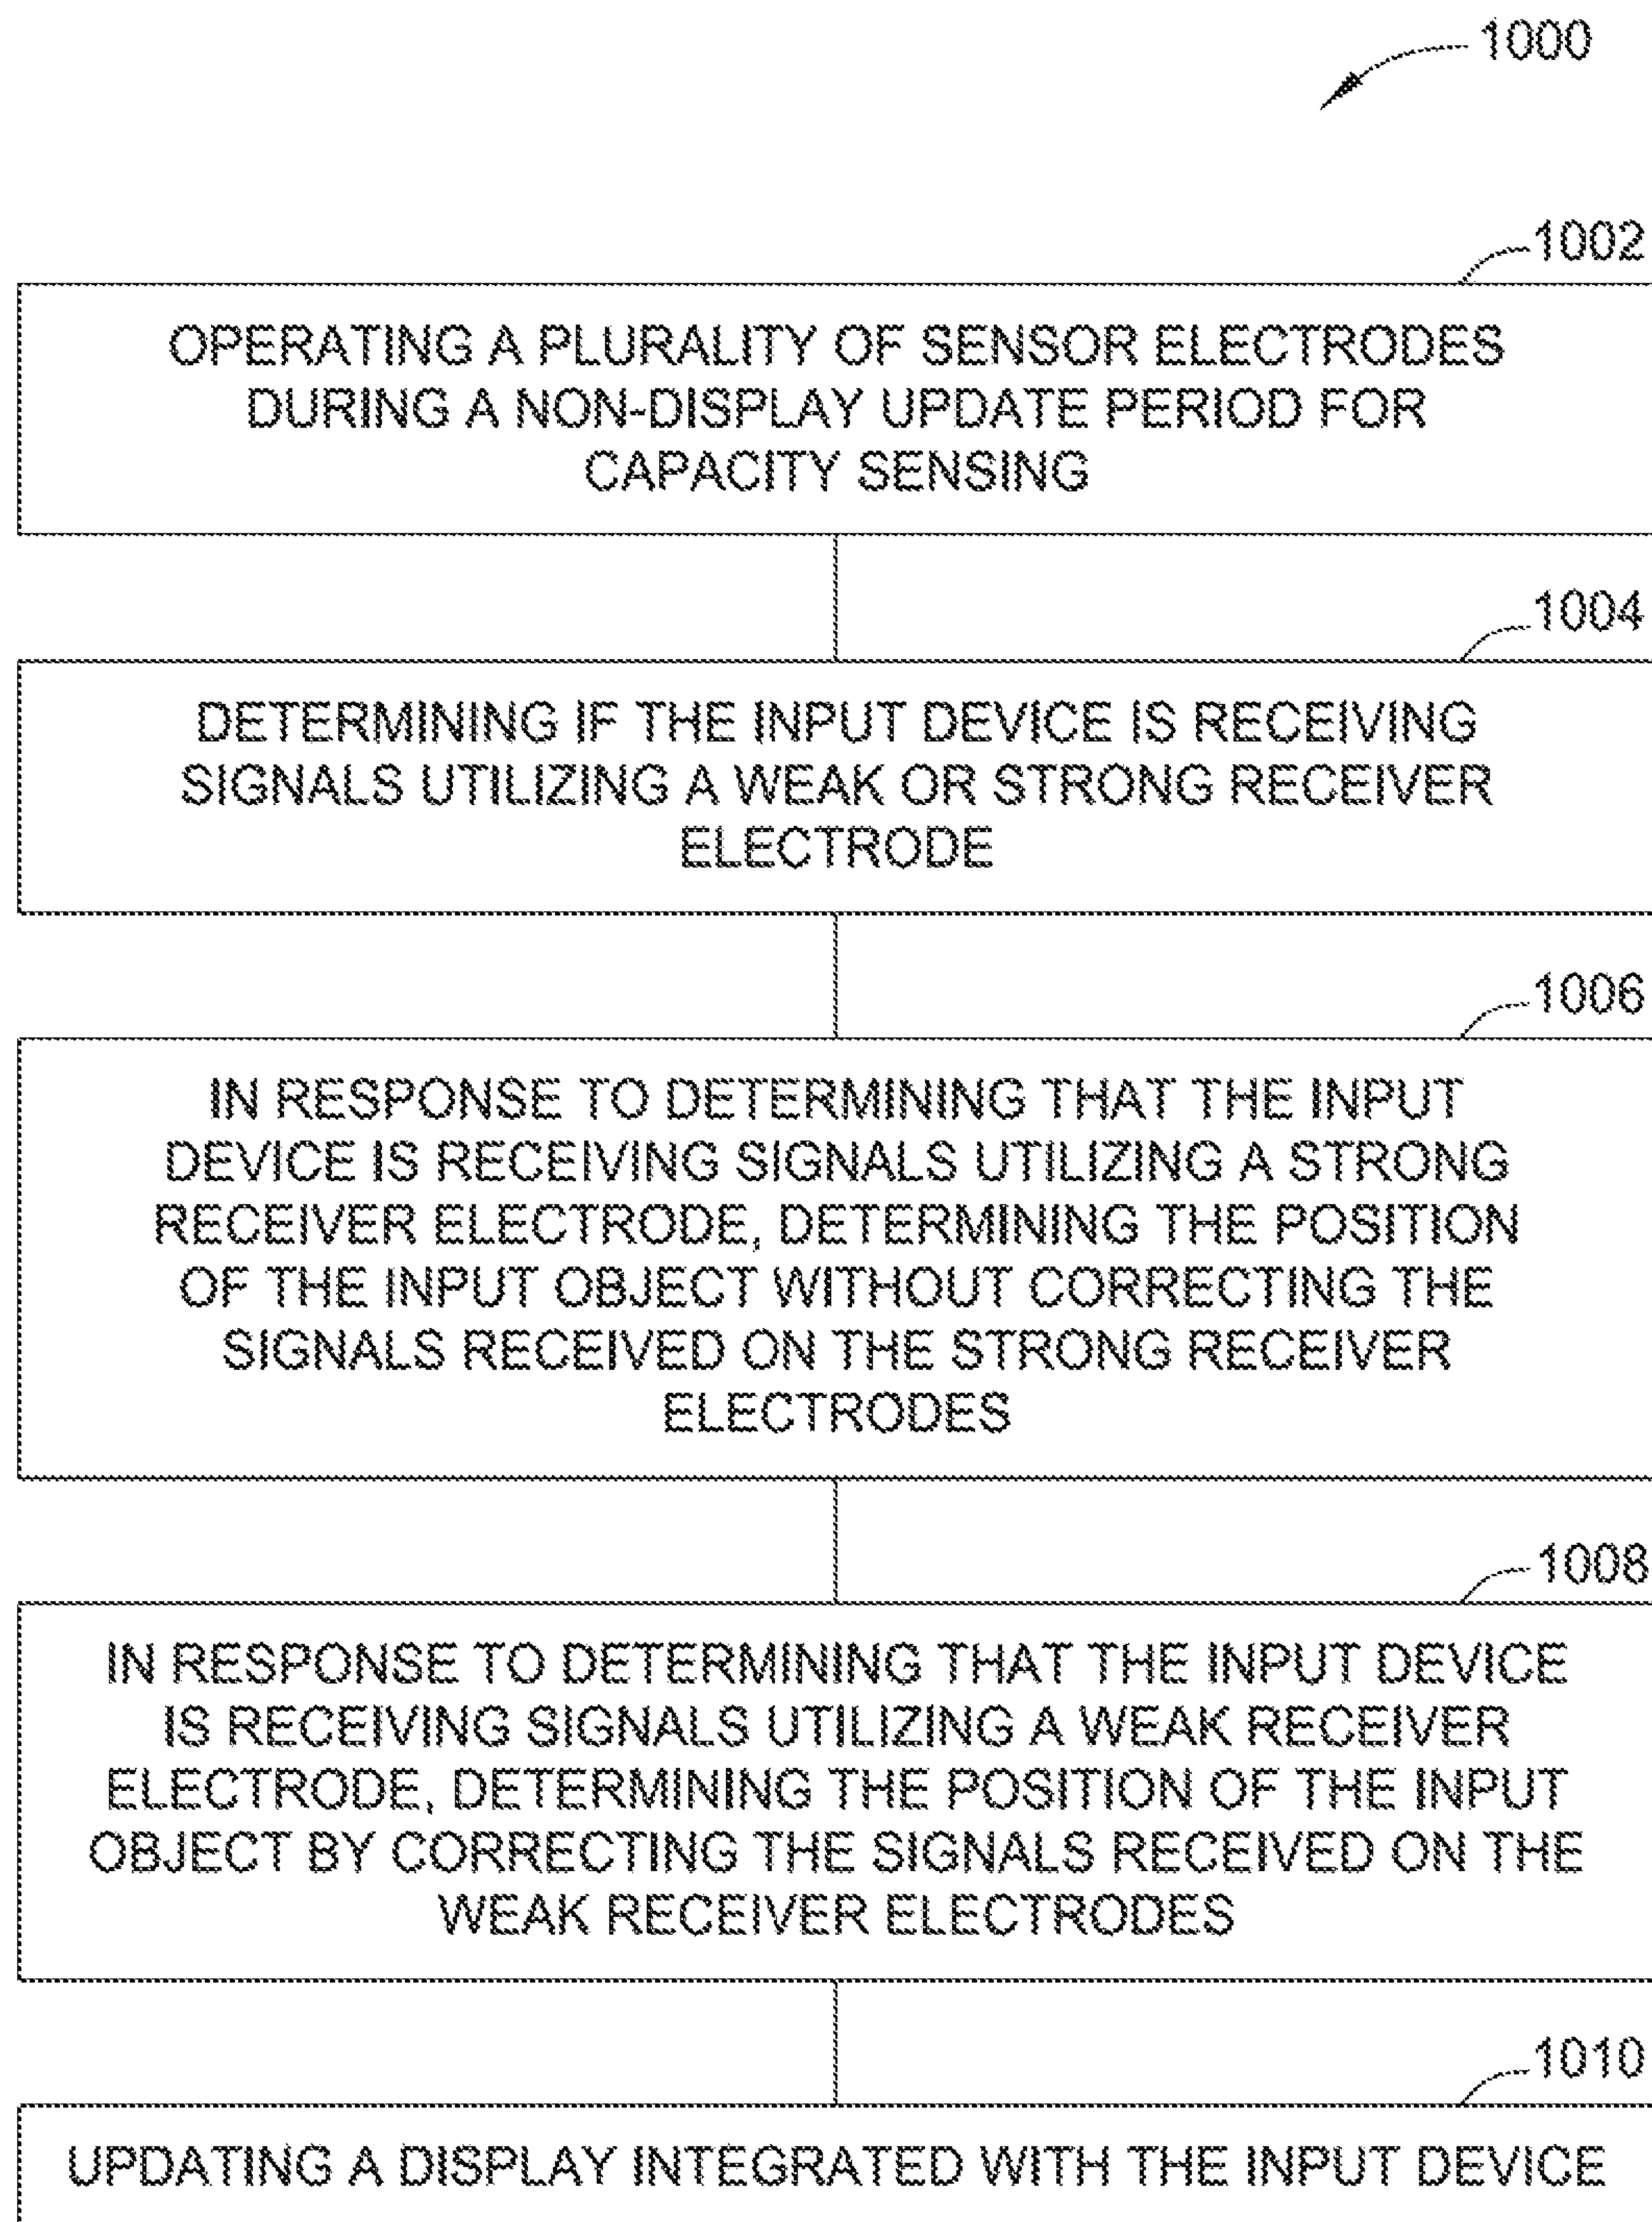 1000
1002
OPERATING A PLURALITY OF SENSOR ELECTRODES
DURING A NON-DISPLAY UPDATE PERIOD FOR
CAPACITY SENSING
1004
DETERMINING IF THE INPUT DEVICE IS RECEIVING
SIGNALS UTILIZING A WEAK OR STRONG RECEIVER
ELECTRODE
1006
IN RESPONSE TO DETERMINING THAT THE INPUT
DEVICE IS RECEIVING SIGNALS UTILIZING A STRONG
RECEIVER ELECTRODE, DETERMINING THE POSITION
OF THE INPUT OBJECT WITHOUT CORRECTING THE
SIGNALS RECEIVED ON THE STRONG RECEIVER
ELECTRODES
1008
IN RESPONSE TO DETERMINING THAT THE INPUT DEVICE
IS RECEIVING SIGNALS UTILIZING A WEAK RECEIVER
ELECTRODE, DETERMINING THE POSITION OF THE INPUT
OBJECT BY CORRECTING THE SIGNALS RECEIVED ON THE
WEAK RECEIVER ELECTRODES
1010
UPDATING A DISPLAY INTEGRATED WITH THE INPUT DEVICE